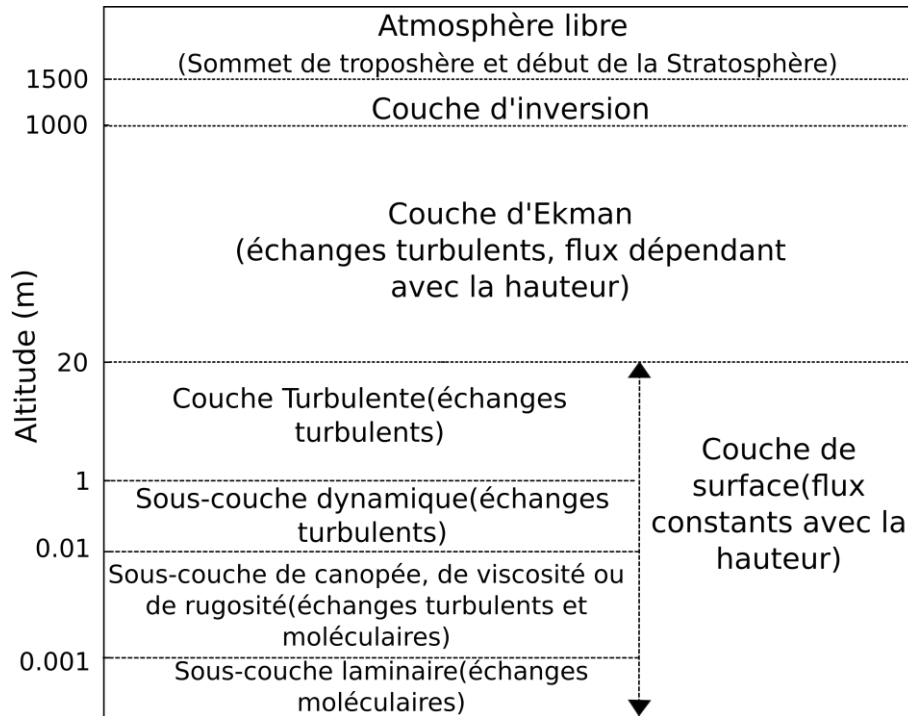 Atmosphère libre
(Sommet de troposhère et début de la Stratosphère)
1500
Couche d'inversion
1000
Couche d'Ekman
(échanges turbulents, flux dépendant
avec la hauteur)
Altitude (m)
20
Couche Turbulente(échanges
turbulents)
1
Sous-couche dynamique(échanges
turbulents)
0.01
Sous-couche de canopée, de viscosité ou
de rugosité(échanges turbulents et
moléculaires)
0.001
Sous-couche laminaire(échanges
moléculaires)
Couche de
surface(flux
constants avec la
hauteur)